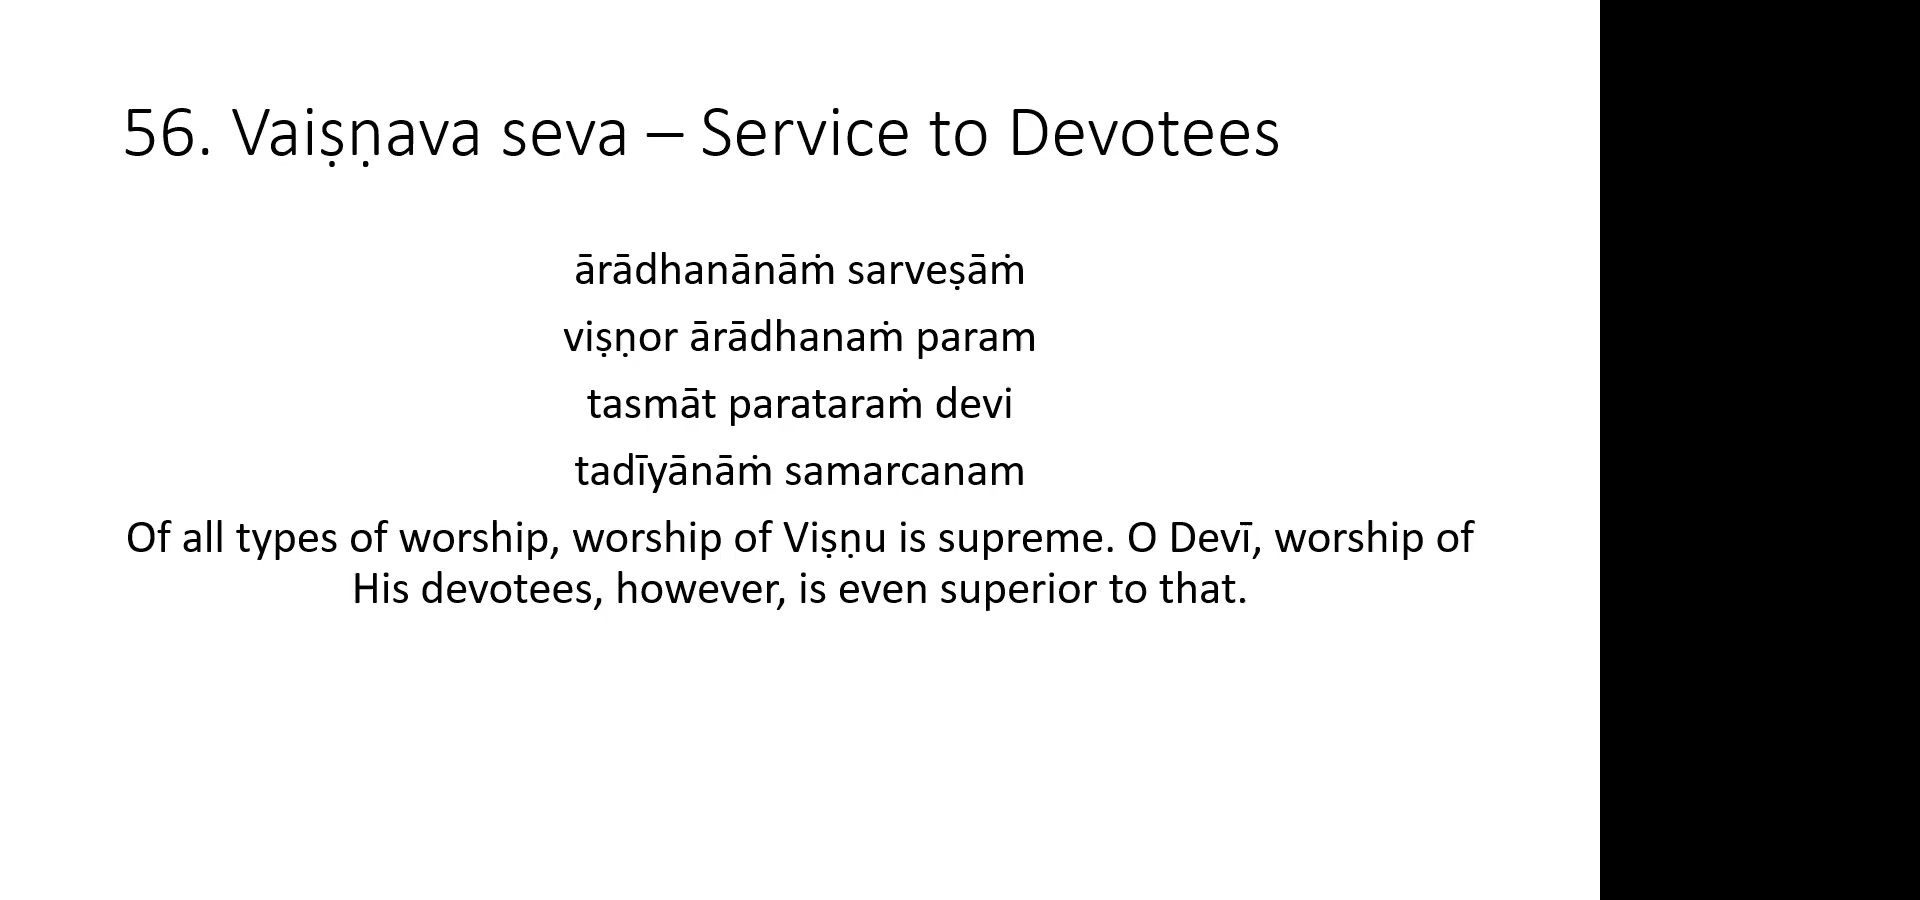 56. Vaiṣṇava seva – Service to Devotees
ārādhanānāṁ sarveṣāṁ
viṣṇor ārādhanaṁ param
tasmāt parataraṁ devi
tadīyānāṁ samarcanam
Of all types of worship, worship of Viṣṇu is supreme. O Devī, worship of
His devotees, however, is even superior to that.